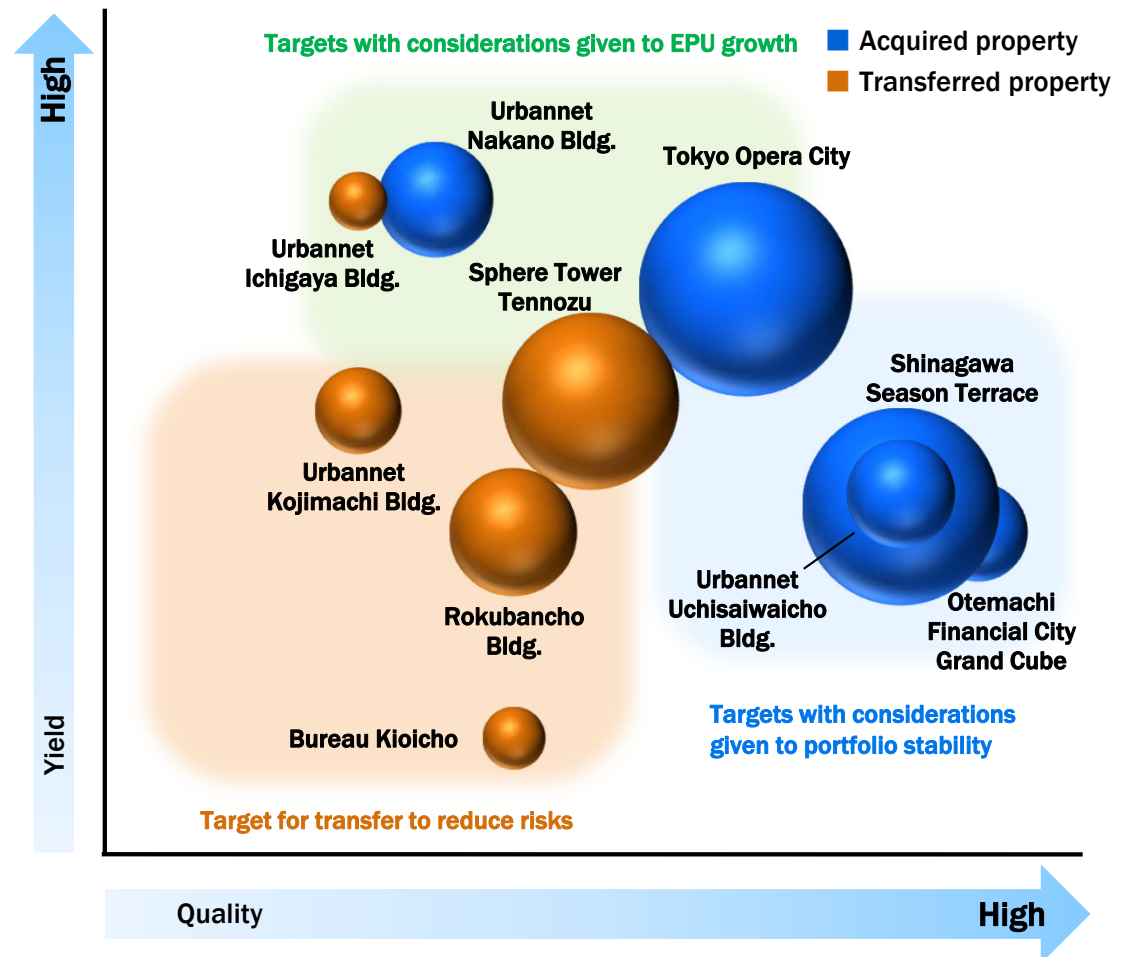 Targets with considerations given to EPU growth
Acquired property
Transferred property
High
Urbannet
Nakano Bldg.
Tokyo Opera City
Urbannet
Ichigaya Bldg.
Sphere Tower
Tennozu
Shinagawa
Season Terrace
Urbannet
Kojimachi Bldg.
Urbannet
Uchisaiwaicho
Bldg.
Otemachi
Financial City
Grand Cube
Rokubancho
Bldg.
Bureau Kioicho
Targets with considerations
given to portfolio stability
Yield
Target for transfer to reduce risks
Quality
High